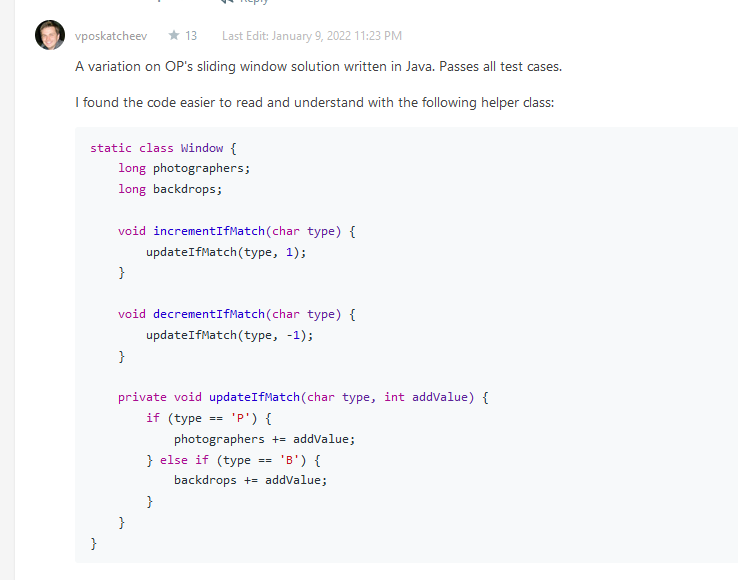 Reply
vposkatcheev ★ 13 Last Edit: January 9, 2022 11:23 PM
A variation on OP's sliding window solution written in Java. Passes all test cases.
I found the code easier to read and understand with the following helper class:
static class Window {
    long photographers;
    long backdrops;

    void incrementIfMatch(char type) {
        updateIfMatch(type, 1);
    }

    void decrementIfMatch(char type) {
        updateIfMatch(type, -1);
    }

    private void updateIfMatch(char type, int addValue) {
        if (type == 'P') {
            photographers += addValue;
        } else if (type == 'B') {
            backdrops += addValue;
        }
    }
}